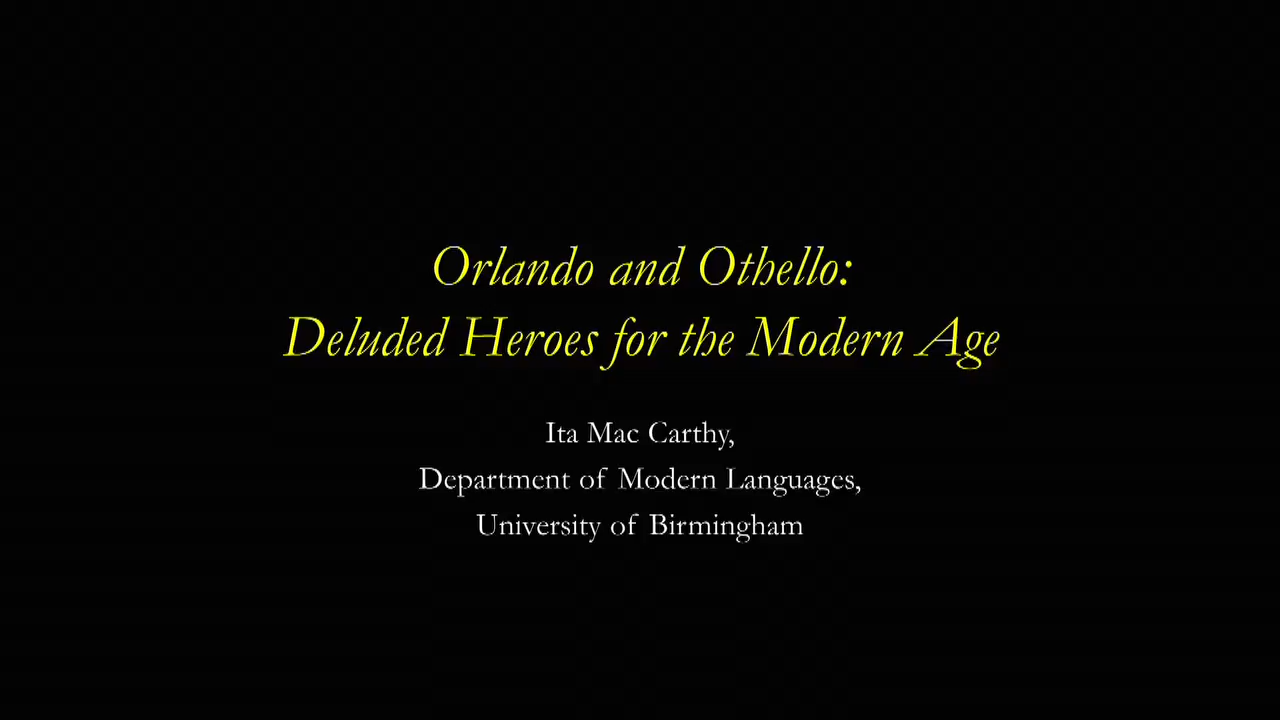 Orlando and Othello:
Deluded Heroes for the Modern Age
Ita Mac Carthy,
Department of Modern Languages,
University of Birmingham